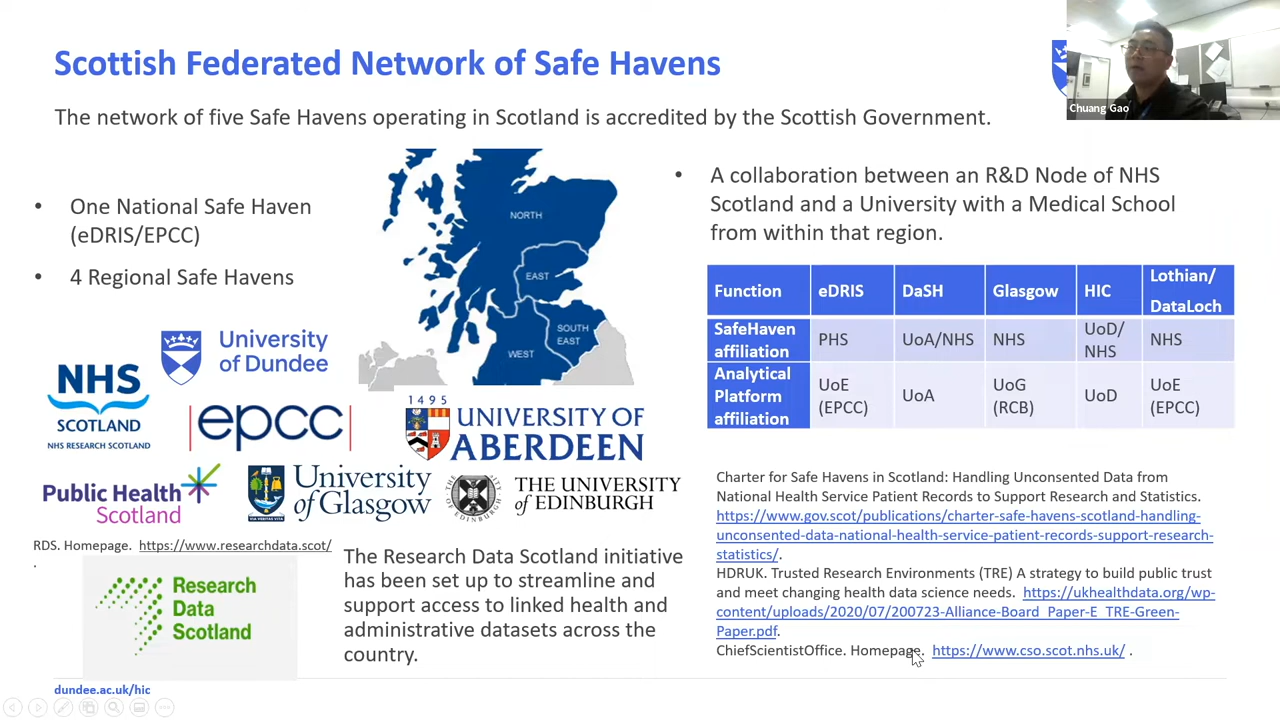 Scottish Federated Network of Safe Havens
Chuang Gao
The network of five Safe Havens operating in Scotland is accredited by the Scottish Government.
• One National Safe Haven
(eDRIS/EPCC)
• 4 Regional Safe Havens
NORTH
EAST
SOUTH
EAST
WEST
• A collaboration between an R&D Node of NHS
Scotland and a University with a Medical School
from within that region.
Function eDRIS DaSH Glasgow HIC Lothian/
DataLoch
SafeHaven
affiliation
PHS UoA/NHS NHS UoD/
NHS
NHS
Analytical
Platform
affiliation
UoE
(EPCC)
UoA
UoG
(RCB)
UoD
UoE
(EPCC)
University
of Dundee
NHS
SCOTLAND
NHS RESEARCH SCOTLAND
epcc
1495
UNIVERSITY OF
ABERDEEN
Public Health
Scotland
University
of Glasgow
THE UNIVERSITY
of EDINBURGH
RDS. Homepage. https://www.researchdata.scot/
.
Research
Data
Scotland
The Research Data Scotland initiative
has been set up to streamline and
support access to linked health and
administrative datasets across the
country.
Charter for Safe Havens in Scotland: Handling Unconsented Data from
National Health Service Patient Records to Support Research and Statistics.
https://www.gov.scot/publications/charter-safe-havens-scotland-handling-
unconsented-data-national-health-service-patient-records-support-research-
statistics/.
HDRUK. Trusted Research Environments (TRE) A strategy to build public trust
and meet changing health data science needs. https://ukhealthdata.org/wp-
content/uploads/2020/07/200723-Alliance-Board_Paper-E_TRE-Green-
Paper.pdf.
ChiefScientistOffice. Homepage. https://www.cso.scot.nhs.uk/ .
dundee.ac.uk/hic